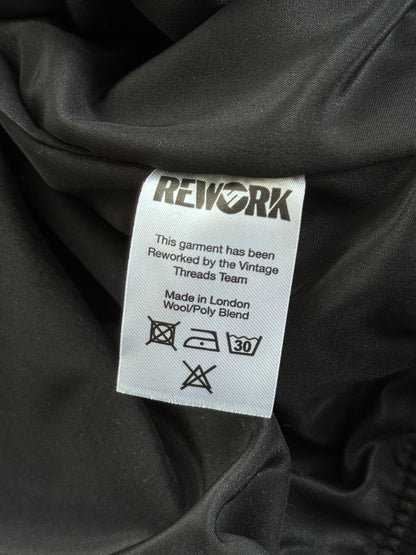 REWORK
This garment has been
Reworked by the Vintage
Threads Team
Made in London
Wool/Poly Blend
30